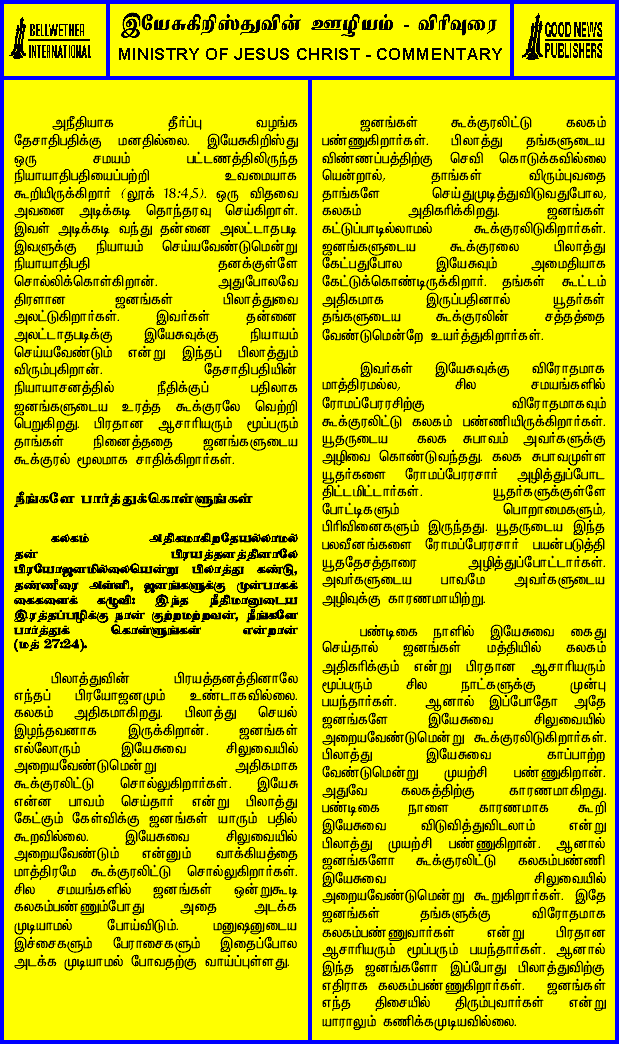 BELLWETHER
INTERNATIONAL
இயேசுகிறிஸ்துவின் ஊழியம் - விரிவுரை
MINISTRY OF JESUS CHRIST - COMMENTARY
GOOD NEWS
PUBLISHERS
அநீதியாக தீர்ப்பு வழங்க
தேசாதிபதிக்கு மனதில்லை. இயேசுகிறிஸ்து
ஒரு சமயம் பட்டணத்திலிருந்த
நியாயாதிபதியைப்பற்றி உவமையாக
கூறியிருக்கிறார் (லூக் 18:4,5). ஒரு விதவை
அவனை அடிக்கடி தொந்தரவு செய்கிறாள்.
இவள் அடிக்கடி வந்து தன்னை அலட்டாதபடி
இவளுக்கு நியாயம் செய்யவேண்டுமென்று
நியாயாதிபதி தனக்குள்ளே
சொல்லிக்கொள்கிறான். அதுபோலவே
திரளான ஜனங்கள் பிலாத்துவை
அலட்டுகிறார்கள். இவர்கள் தன்னை
அலட்டாதபடிக்கு இயேசுவுக்கு நியாயம்
செய்யவேண்டும் என்று இந்தப் பிலாத்தும்
விரும்புகிறான். தேசாதிபதியின்
நியாயாசனத்தில் நீதிக்குப் பதிலாக
ஜனங்களுடைய உரத்த கூக்குரலே வெற்றி
பெறுகிறது. பிரதான ஆசாரியரும் மூப்பரும்
தாங்கள் நினைத்ததை ஜனங்களுடைய
கூக்குரல் மூலமாக சாதிக்கிறார்கள்.
நீங்களே பார்த்துக்கொள்ளுங்கள்
கலகம் அதிகமாகிறதேயல்லாமல்
தன் பிரயத்தனத்தினாலே
பிரயோஜனமில்லையென்று பிலாத்து கண்டு,
தண்ணீரை அள்ளி, ஜனங்களுக்கு முன்பாகக்
கைகளைக் கழுவி: இந்த நீதிமானுடைய
இரத்தப்பழிக்கு நான் குற்றமற்றவன், நீங்களே
பார்த்துக் கொள்ளுங்கள் என்றான்
(மத் 27:24).
பிலாத்துவின் பிரயத்தனத்தினாலே
எந்தப் பிரயோஜனமும் உண்டாகவில்லை.
கலகம் அதிகமாகிறது. பிலாத்து செயல்
இழந்தவனாக இருக்கிறான். ஜனங்கள்
எல்லோரும் இயேசுவை சிலுவையில்
அறையவேண்டுமென்று அதிகமாக
கூக்குரலிட்டு சொல்லுகிறார்கள். இயேசு
என்ன பாவம் செய்தார் என்று பிலாத்து
கேட்கும் கேள்விக்கு ஜனங்கள் யாரும் பதில்
கூறவில்லை. இயேசுவை சிலுவையில்
அறையவேண்டும் என்னும் வாக்கியத்தை
மாத்திரமே கூக்குரலிட்டு சொல்லுகிறார்கள்.
சில சமயங்களில் ஜனங்கள் ஒன்றுகூடி
கலகம்பண்ணும்போது அதை அடக்க
முடியாமல் போய்விடும். மனுஷனுடைய
இச்சைகளும் பேராசைகளும் இதைப்போல
அடக்க முடியாமல் போவதற்கு வாய்ப்புள்ளது.
ஜனங்கள் கூக்குரலிட்டு கலகம்
பண்ணுகிறார்கள். பிலாத்து தங்களுடைய
விண்ணப்பத்திற்கு செவி கொடுக்கவில்லை
யென்றால், தாங்கள் விரும்புவதை
தாங்களே செய்துமுடித்துவிடுவதுபோல,
கலகம் அதிகரிக்கிறது. ஜனங்கள்
கட்டுப்பாடில்லாமல் கூக்குரலிடுகிறார்கள்.
ஜனங்களுடைய கூக்குரலை பிலாத்து
கேட்பதுபோல இயேசுவும் அமைதியாக
கேட்டுக்கொண்டிருக்கிறார். தங்கள் கூட்டம்
அதிகமாக இருப்பதினால் யூதர்கள்
தங்களுடைய கூக்குரலின் சத்தத்தை
வேண்டுமென்றே உயர்த்துகிறார்கள்.
இவர்கள் இயேசுவுக்கு விரோதமாக
மாத்திரமல்ல, சில சமயங்களில்
ரோமப்பேரரசிற்கு விரோதமாகவும்
கூக்குரலிட்டு கலகம் பண்ணியிருக்கிறார்கள்.
யூதருடைய கலக சுபாவம் அவர்களுக்கு
அழிவை கொண்டுவந்தது. கலக சுபாவமுள்ள
யூதர்களை ரோமப்பேரரசார் அழித்துப்போட
திட்டமிட்டார்கள். யூதர்களுக்குள்ளே
போட்டிகளும் பொறாமைகளும்,
பிரிவினைகளும் இருந்தது. யூதருடைய இந்த
பலவீனங்களை ரோமப்பேரரசார் பயன்படுத்தி
யூததேசத்தாரை அழித்துப்போட்டார்கள்.
அவர்களுடைய பாவமே அவர்களுடைய
அழிவுக்கு காரணமாயிற்று.
பண்டிகை நாளில் இயேசுவை கைது
செய்தால் ஜனங்கள் மத்தியில் கலகம்
அதிகரிக்கும் என்று பிரதான ஆசாரியரும்
மூப்பரும் சில நாட்களுக்கு முன்பு
பயந்தார்கள். ஆனால் இப்போதோ அதே
ஜனங்களே இயேசுவை சிலுவையில்
அறையவேண்டுமென்று கூக்குரலிடுகிறார்கள்.
பிலாத்து இயேசுவை காப்பாற்ற
வேண்டுமென்று முயற்சி பண்ணுகிறான்.
அதுவே கலகத்திற்கு காரணமாகிறது.
பண்டிகை நாளை காரணமாக கூறி
இயேசுவை விடுவித்துவிடலாம் என்று
பிலாத்து முயற்சி பண்ணுகிறான். ஆனால்
ஜனங்களோ கூக்குரலிட்டு கலகம்பண்ணி
இயேசுவை சிலுவையில்
அறையவேண்டுமென்று கூறுகிறார்கள். இதே
ஜனங்கள் தங்களுக்கு விரோதமாக
கலகம்பண்ணுவார்கள் என்று பிரதான
ஆசாரியரும் மூப்பரும் பயந்தார்கள். ஆனால்
இந்த ஜனங்களோ இப்போது பிலாத்துவிற்கு
எதிராக கலகம்பண்ணுகிறார்கள். ஜனங்கள்
எந்த திசையில் திரும்புவார்கள் என்று
யாராலும் கணிக்கமுடியவில்லை.